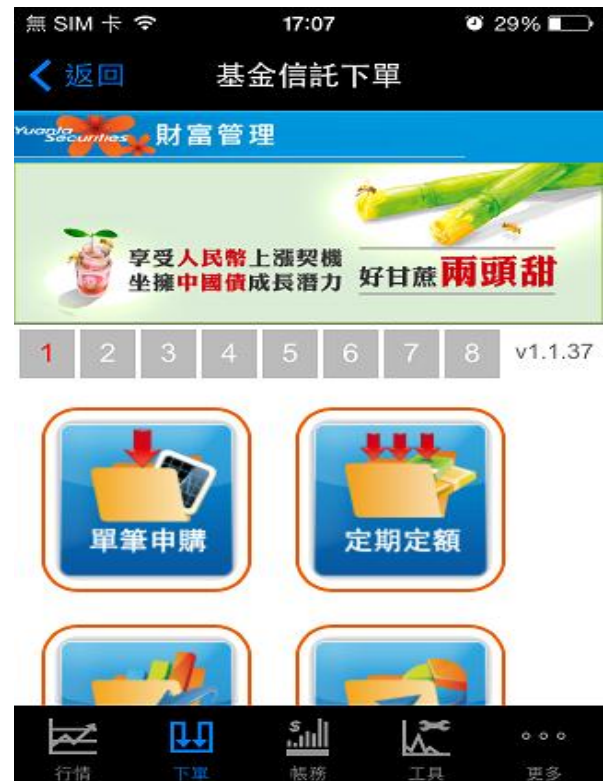 無 SIM 卡 17:07 29%
返回 基金信託下單
Yuanta Securities 財富管理
享受人民幣上漲契機
坐擁中國債成長潛力 好甘蔗兩頭甜
1 2 3 4 5 6 7 8 v1.1.37
單筆申購 定期定額
行情 下單 帳務 工具 更多